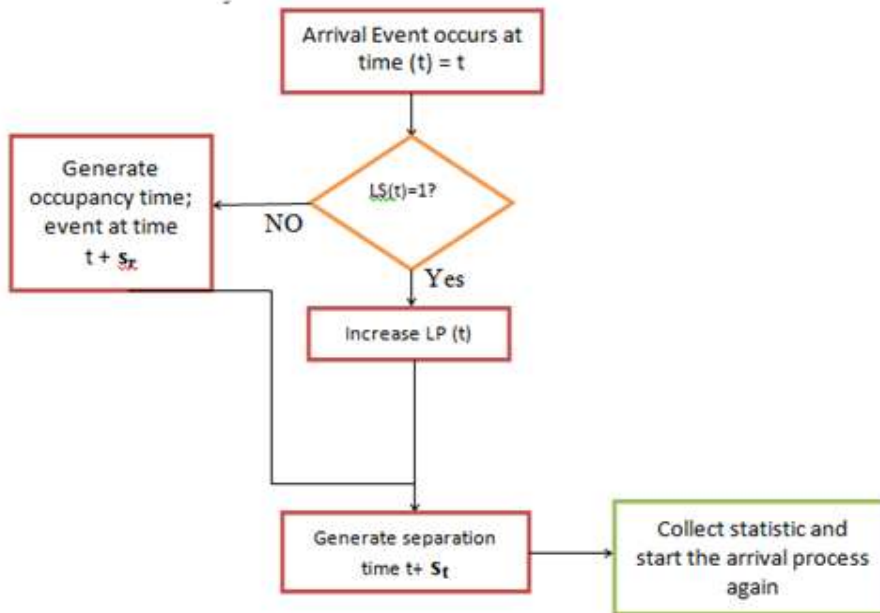 Arrival Event occurs at
time (t) = t
LS(t)=1?
Generate
occupancy time;
event at time
t + sᵣ
NO
Yes
Increase LP (t)
Generate separation
time t+ sₜ
Collect statistic and
start the arrival process
again